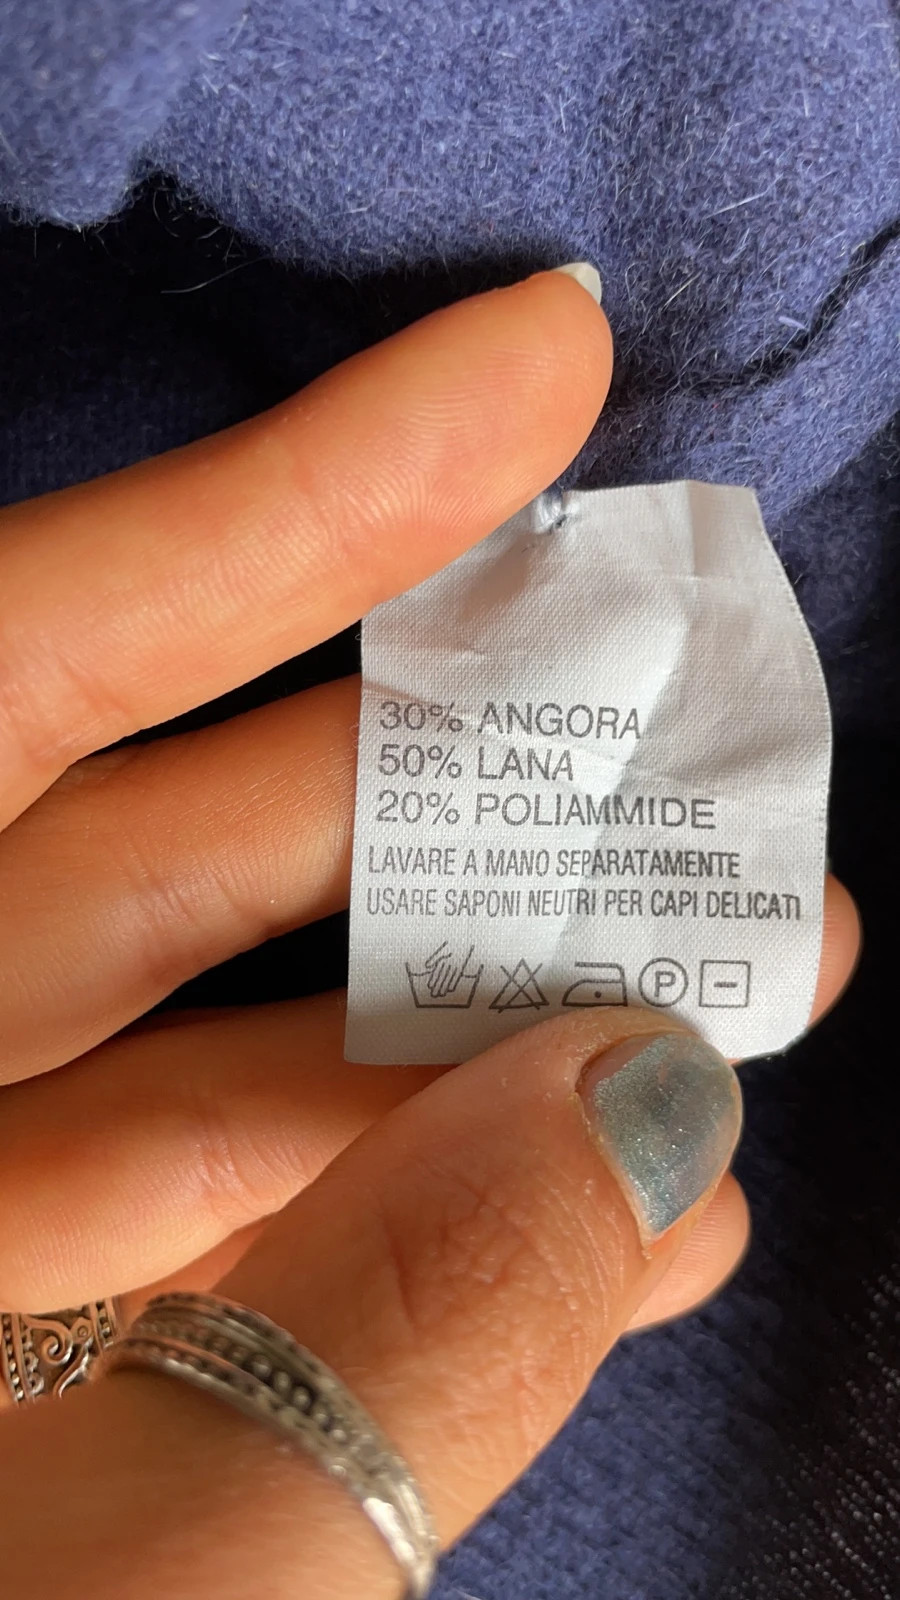 30% ANGORA
50% LANA
20% POLIAMMIDE
LAVARE A MANO SEPARATAMENTE
USARE SAPONI NEUTRI PER CAPI DELICATI
P